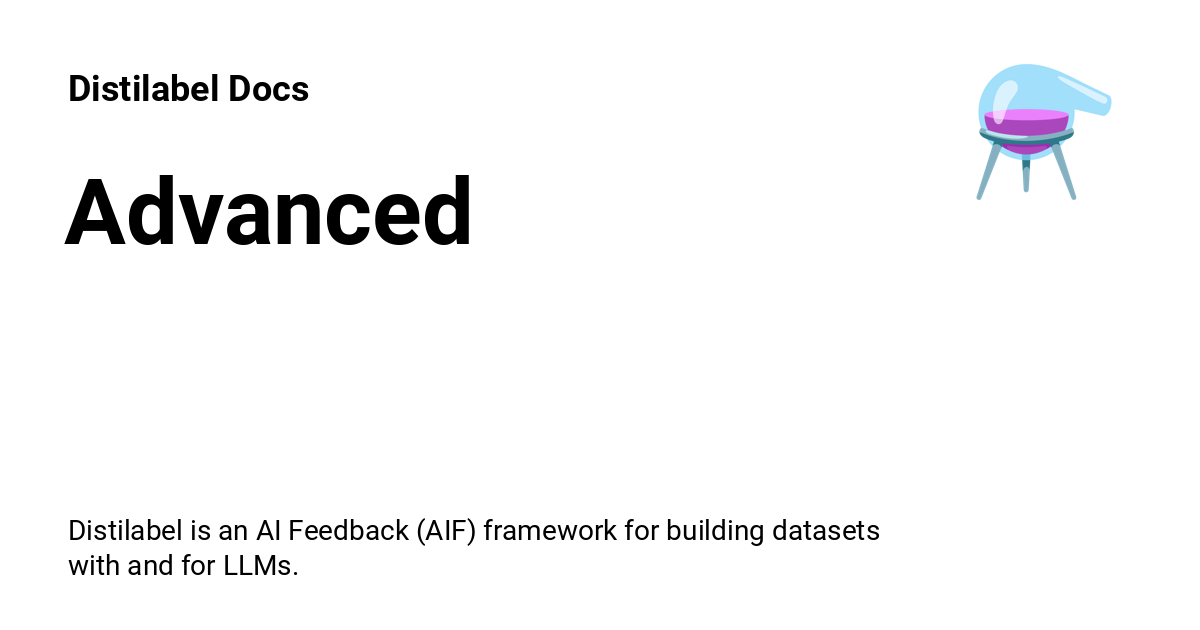 Distilabel Docs
Advanced
Distilabel is an AI Feedback (AIF) framework for building datasets
with and for LLMs.